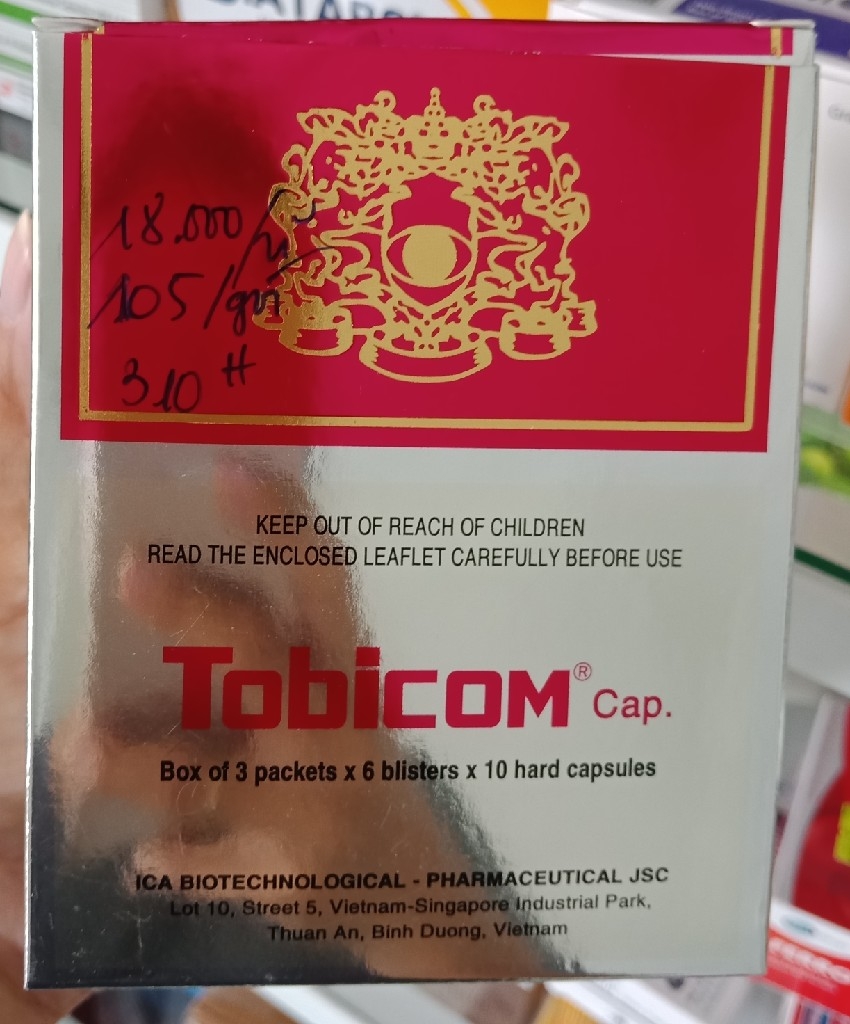 18.000/vỉ
105/gói
310 H
KEEP OUT OF REACH OF CHILDREN
READ THE ENCLOSED LEAFLET CAREFULLY BEFORE USE
TobicOM® Cap.
Box of 3 packets x 6 blisters x 10 hard capsules
ICA BIOTECHNOLOGICAL - PHARMACEUTICAL JSC
Lot 10, Street 5, Vietnam-Singapore Industrial Park,
Thuan An, Binh Duong, Vietnam